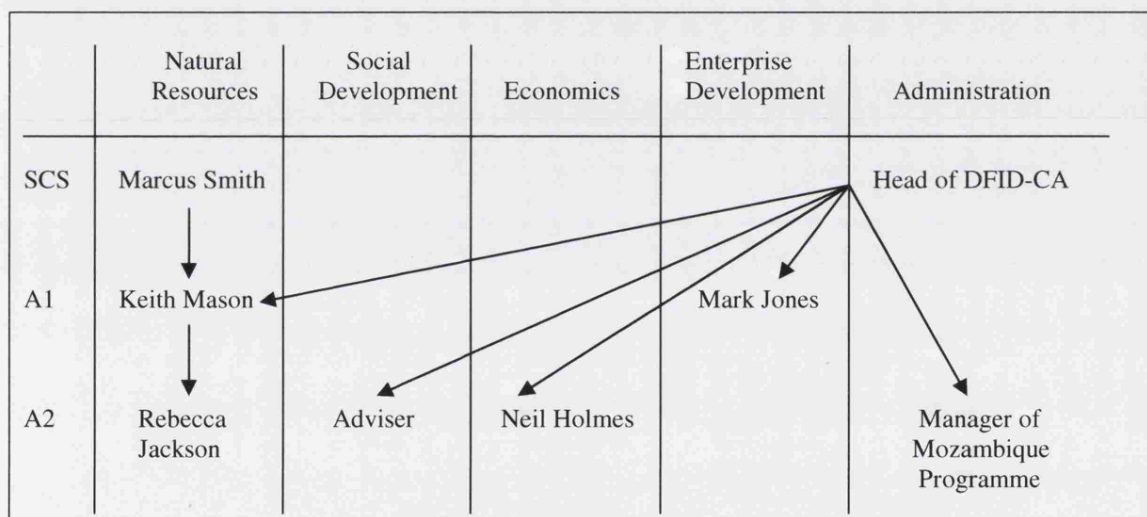 Natural
Resources
Social
Development
Economics
Enterprise
Development
Administration
SCS
Marcus Smith
Head of DFID-CA
A1
Keith Mason
Mark Jones
A2
Rebecca
Jackson
Adviser
Neil Holmes
Manager of
Mozambique
Programme